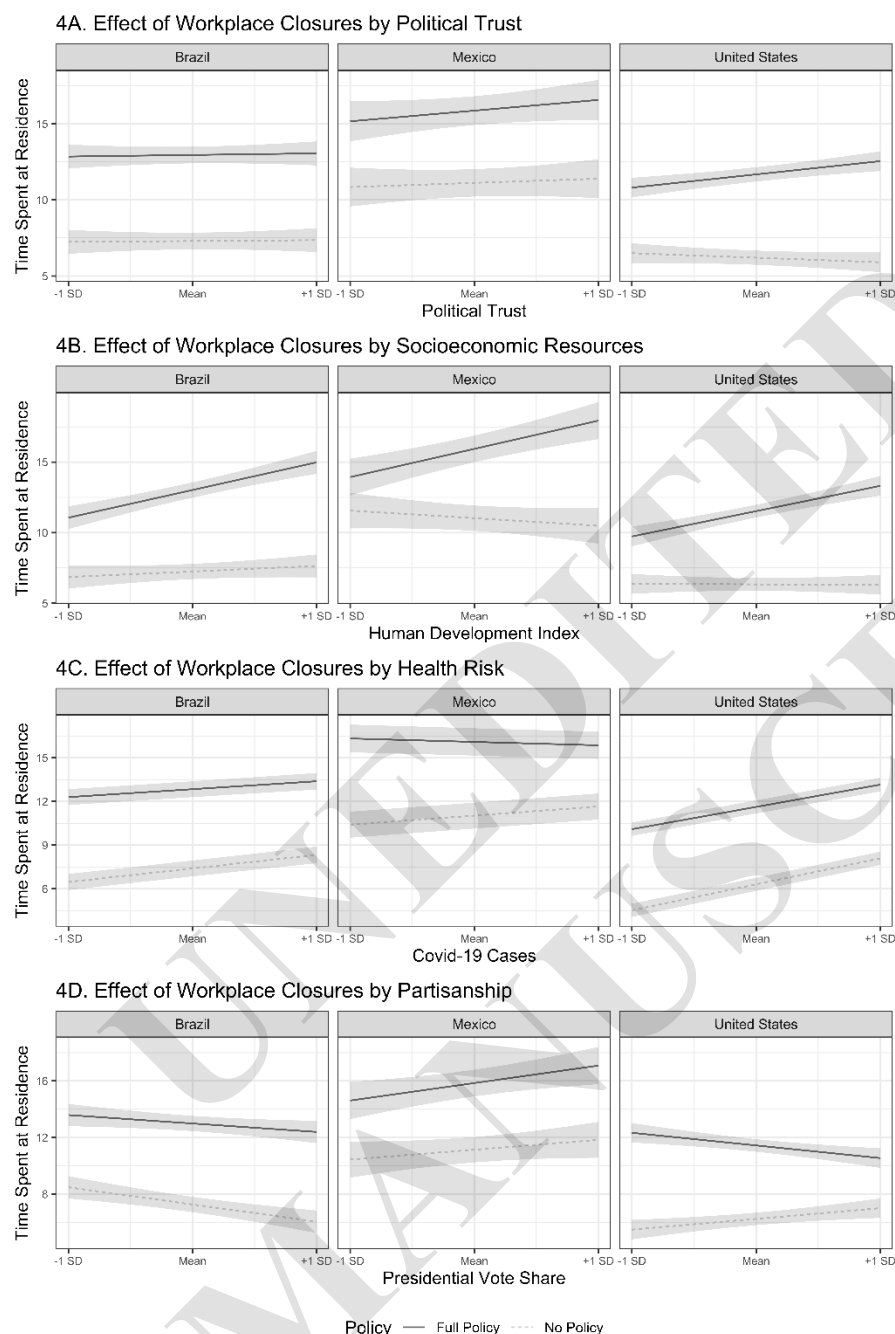 4A. Effect of Workplace Closures by Political Trust
Brazil Mexico United States
Time Spent at Residence
15
10
5
-1 SD Mean +1 SD -1 SD Mean +1 SD -1 SD Mean +1 SD
Political Trust
4B. Effect of Workplace Closures by Socioeconomic Resources
Brazil Mexico United States
Time Spent at Residence
15
10
5
-1 SD Mean +1 SD -1 SD Mean +1 SD -1 SD Mean +1 SD
Human Development Index
4C. Effect of Workplace Closures by Health Risk
Brazil Mexico United States
Time Spent at Residence
15
12
9
6
-1 SD Mean +1 SD -1 SD Mean +1 SD -1 SD Mean +1 SD
Covid-19 Cases
4D. Effect of Workplace Closures by Partisanship
Brazil Mexico United States
Time Spent at Residence
16
12
8
-1 SD Mean +1 SD -1 SD Mean +1 SD -1 SD Mean +1 SD
Presidential Vote Share
Policy Full Policy No Policy
UNEDITED